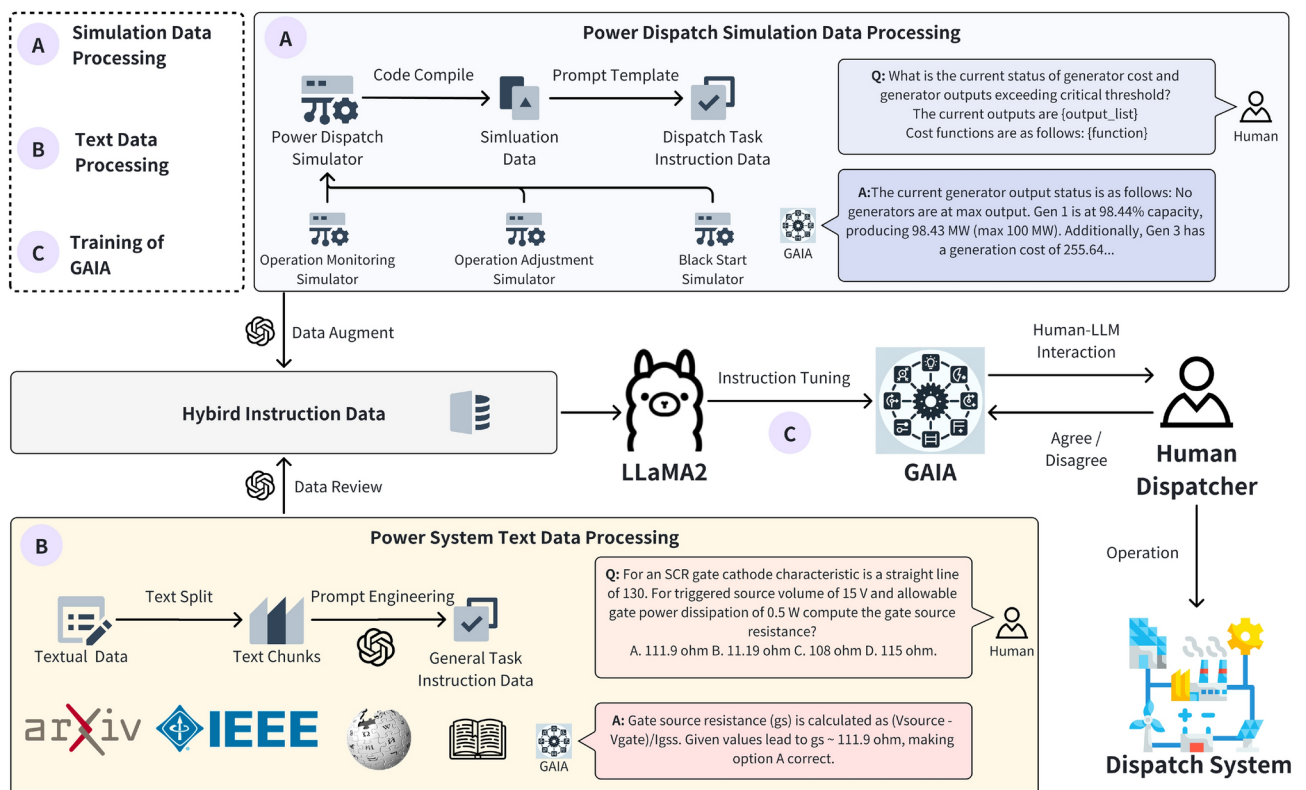 A
Simulation Data
Processing
B
Text Data
Processing
C
Training of
GAIA
A
Power Dispatch Simulation Data Processing
Code Compile
Prompt Template
Power Dispatch
Simulator
Simluation
Data
Dispatch Task
Instruction Data
Operation Monitoring
Simulator
Operation Adjustment
Simulator
Black Start
Simulator
Q: What is the current status of generator cost and
generator outputs exceeding critical threshold?
The current outputs are {output_list}
Cost functions are as follows: {function}
Human
GAIA
A:The current generator output status is as follows: No
generators are at max output. Gen 1 is at 98.44% capacity,
producing 98.43 MW (max 100 MW). Additionally, Gen 3 has
a generation cost of 255.64...
Data Augment
Hybird Instruction Data
LLaMA2
Instruction Tuning
C
GAIA
Human-LLM
Interaction
Agree /
Disagree
Human
Dispatcher
Data Review
Operation
Dispatch System
B
Power System Text Data Processing
Text Split
Prompt Engineering
Textual Data
Text Chunks
General Task
Instruction Data
arXiv
IEEE
Q: For an SCR gate cathode characteristic is a straight line
of 130. For triggered source volume of 15 V and allowable
gate power dissipation of 0.5 W compute the gate source
resistance?
A. 111.9 ohm B. 11.19 ohm C. 108 ohm D. 115 ohm.
Human
GAIA
A: Gate source resistance (gs) is calculated as (Vsource -
Vgate)/Igss. Given values lead to gs ~ 111.9 ohm, making
option A correct.